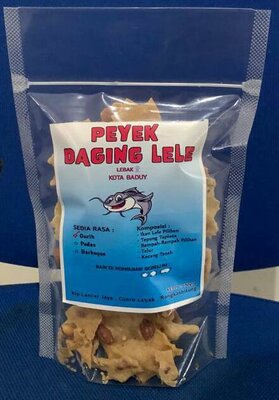 PEYEK
DAGING LELE
LEBAK
KOTA BADUY
SEDIA RASA :
Gurih
Pedas
Barbeque
Komposisi :
- Ikan Lele Pilihan
- Tepung Tapioka
- Rempah-Rempah Pilihan
- Telur
- Kacang Tanah